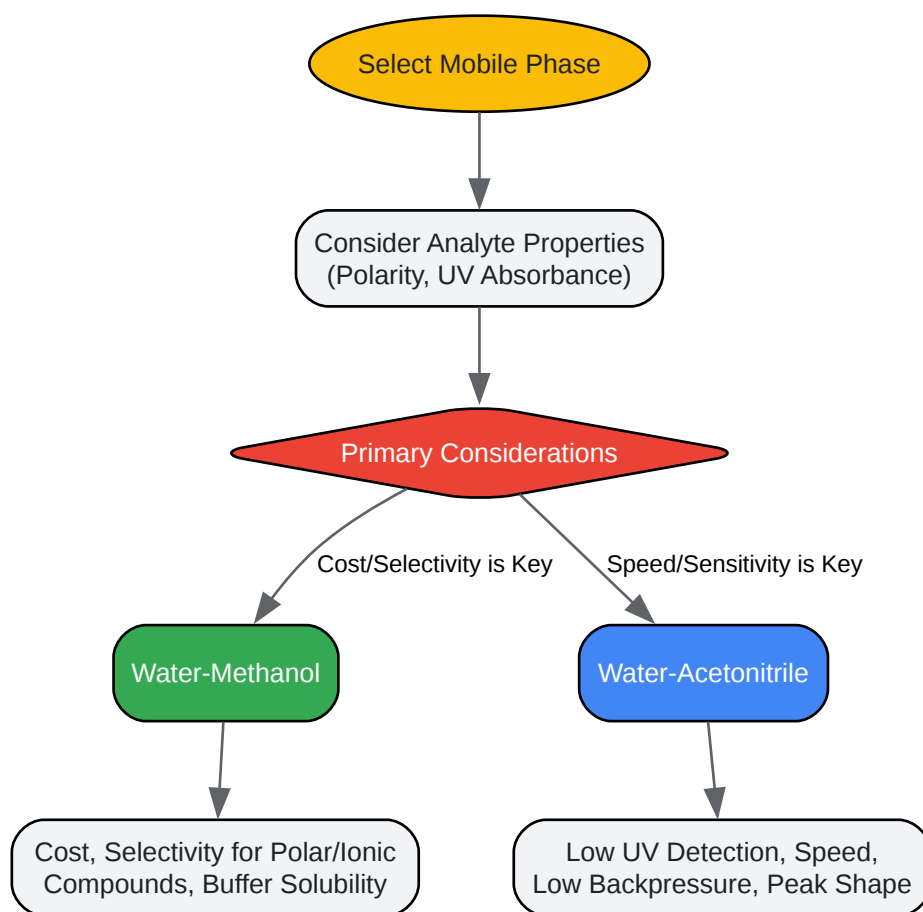 Select Mobile Phase
Consider Analyte Properties
(Polarity, UV Absorbance)
Primary Considerations
Cost/Selectivity is Key
Speed/Sensitivity is Key
Water-Methanol
Water-Acetonitrile
Cost, Selectivity for Polar/Ionic
Compounds, Buffer Solubility
Low UV Detection, Speed,
Low Backpressure, Peak Shape